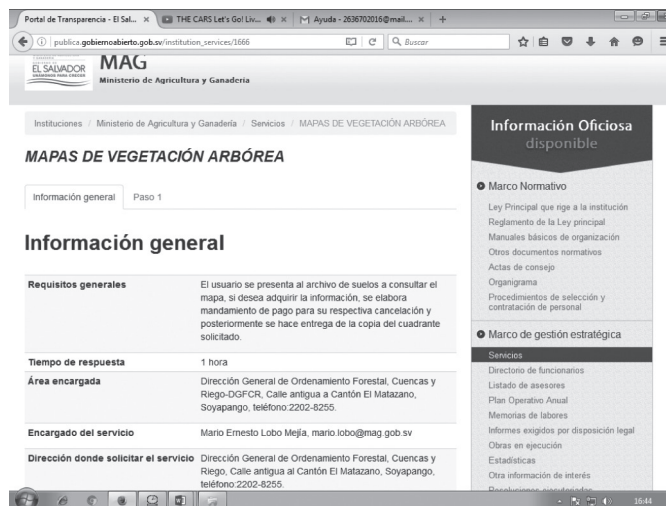 Portal de Transparencia - El Sal...
THE CARS Let's Go! Liv...
Ayuda - 2636702016@mail....
publica.gobiernoabierto.gob.sv/institution_services/1666
Buscar
EL SALVADOR
UNÁMONOS PARA CRECER
MAG
Ministerio de Agricultura y Ganadería
Instituciones / Ministerio de Agricultura y Ganadería / Servicios / MAPAS DE VEGETACIÓN ARBÓREA
MAPAS DE VEGETACIÓN ARBÓREA
Información general
Paso 1
Información general
Requisitos generales
El usuario se presenta al archivo de suelos a consultar el
mapa, si desea adquirir la información, se elabora
mandamiento de pago para su respectiva cancelación y
posteriormente se hace entrega de la copia del cuadrante
solicitado.
Tiempo de respuesta
1 hora
Área encargada
Dirección General de Ordenamiento Forestal, Cuencas y
Riego-DGFCR, Calle antigua a Cantón El Matazano,
Soyapango, teléfono:2202-8255.
Encargado del servicio
Mario Ernesto Lobo Mejía, mario.lobo@mag.gob.sv
Dirección donde solicitar el servicio
Dirección General de Ordenamiento Forestal, Cuencas y
Riego, Calle antigua al Cantón El Matazano, Soyapango,
teléfono:2202-8255.
Información Oficiosa
disponible
Marco Normativo
Ley Principal que rige a la institución
Reglamento de la Ley principal
Manuales básicos de organización
Otros documentos normativos
Actas de consejo
Organigrama
Procedimientos de selección y
contratación de personal
Marco de gestión estratégica
Servicios
Directorio de funcionarios
Listado de asesores
Plan Operativo Anual
Memorias de labores
Informes exigidos por disposición legal
Obras en ejecución
Estadísticas
Otra información de interés
Resoluciones ejecutoriadas
16:44